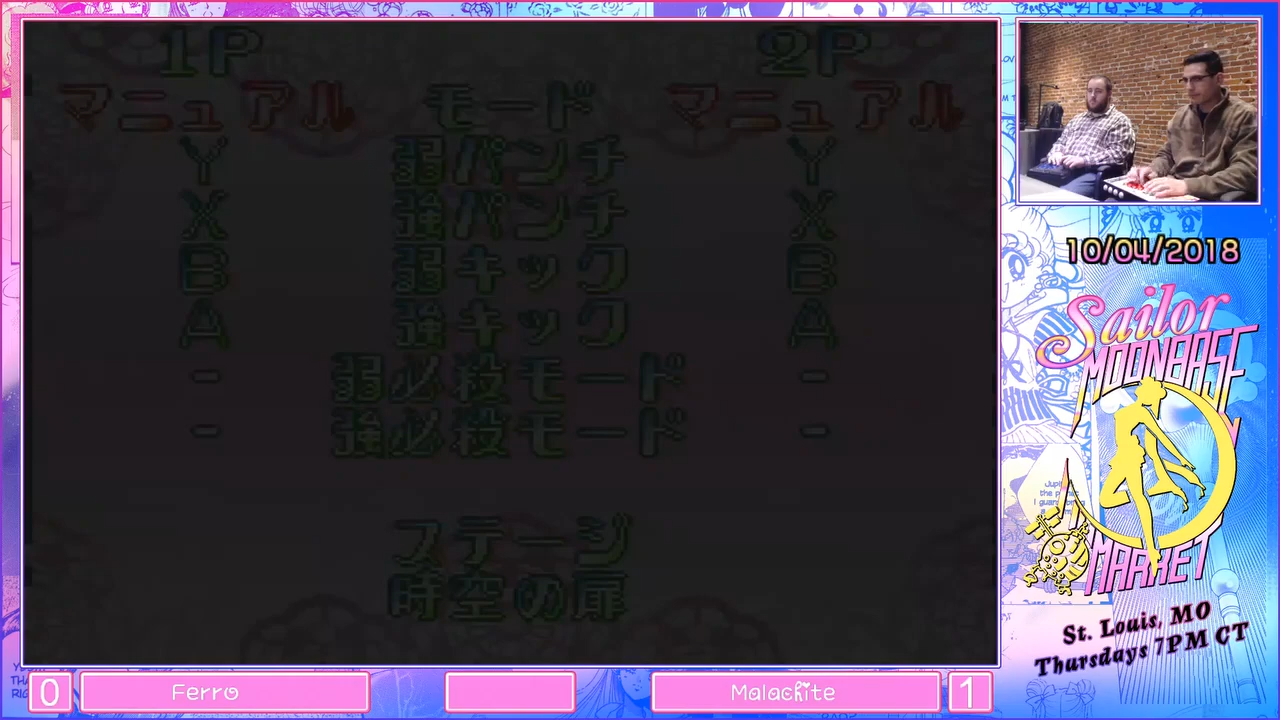 1P 2P
マニュアル モード マニュアル
Y 弱パンチ Y
X 強パンチ X
B 弱キック B
A 強キック A
- 弱必殺モード -
- 強必殺モード -
ステージ
時空の扉
10/04/2018
Sailor
MOONBASE
MARKET
St. Louis, MO
Thursdays 7PM CT
0 Ferro Malachite 1